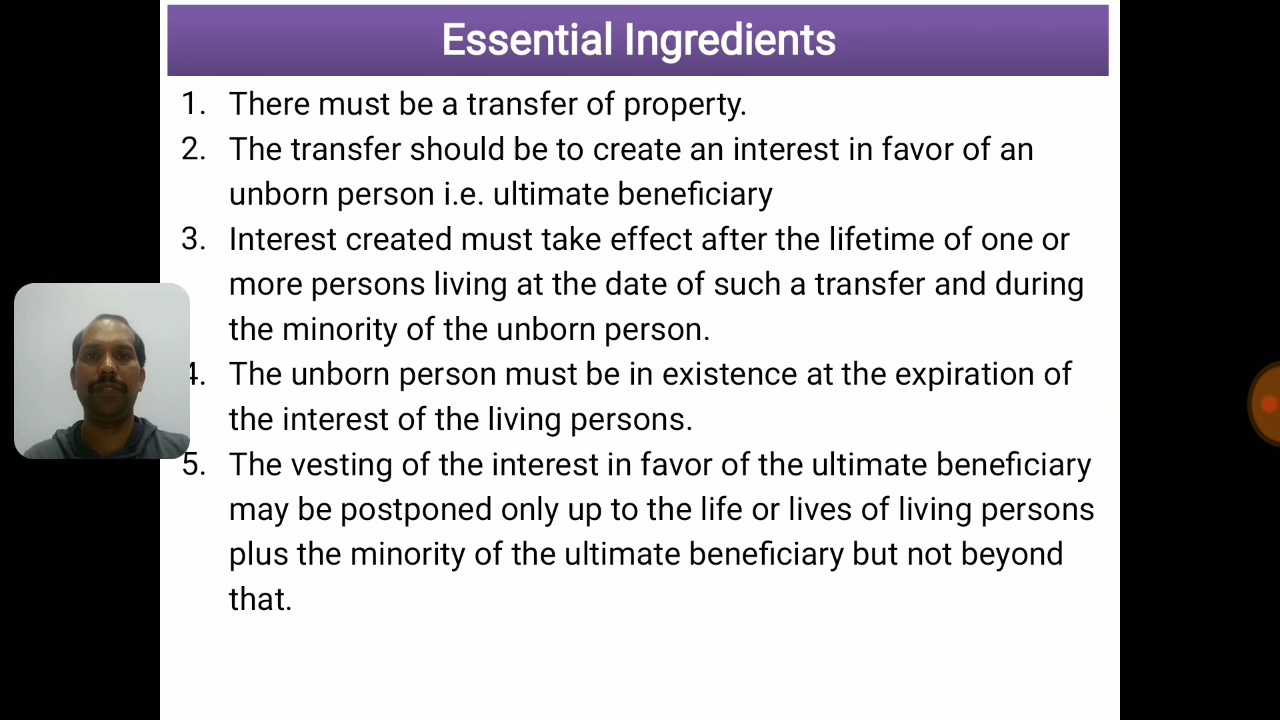 Essential Ingredients
1. There must be a transfer of property.
2. The transfer should be to create an interest in favor of an
unborn person i.e. ultimate beneficiary
3. Interest created must take effect after the lifetime of one or
more persons living at the date of such a transfer and during
the minority of the unborn person.
4. The unborn person must be in existence at the expiration of
the interest of the living persons.
5. The vesting of the interest in favor of the ultimate beneficiary
may be postponed only up to the life or lives of living persons
plus the minority of the ultimate beneficiary but not beyond
that.